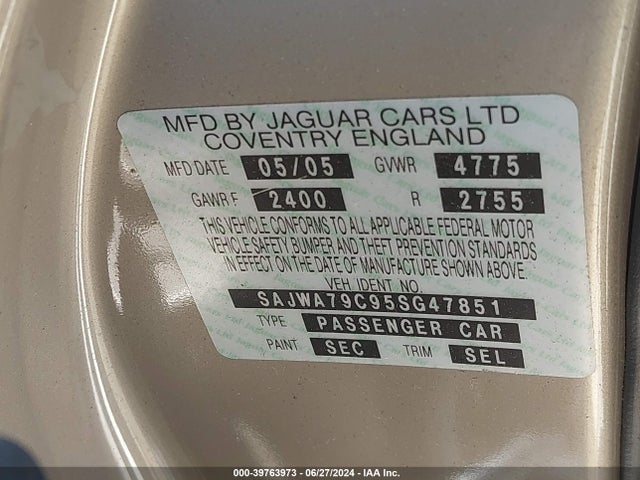 MFD BY JAGUAR CARS LTD
COVENTRY ENGLAND
MFD DATE 05/05 GVWR 4775
GAWR F 2400 R 2755
THIS VEHICLE CONFORMS TO ALL APPLICABLE FEDERAL MOTOR
VEHICLE SAFETY BUMPER AND THEFT PREVENTION STANDARDS
IN EFFECT ON THE DATE OF MANUFACTURE SHOWN ABOVE.
VEH. IDENT NO.
SAJWA79C95SG47851
TYPE PASSENGER CAR
PAINT SEC TRIM SEL
000-39763973 - 06/27/2024 - IAA Inc.